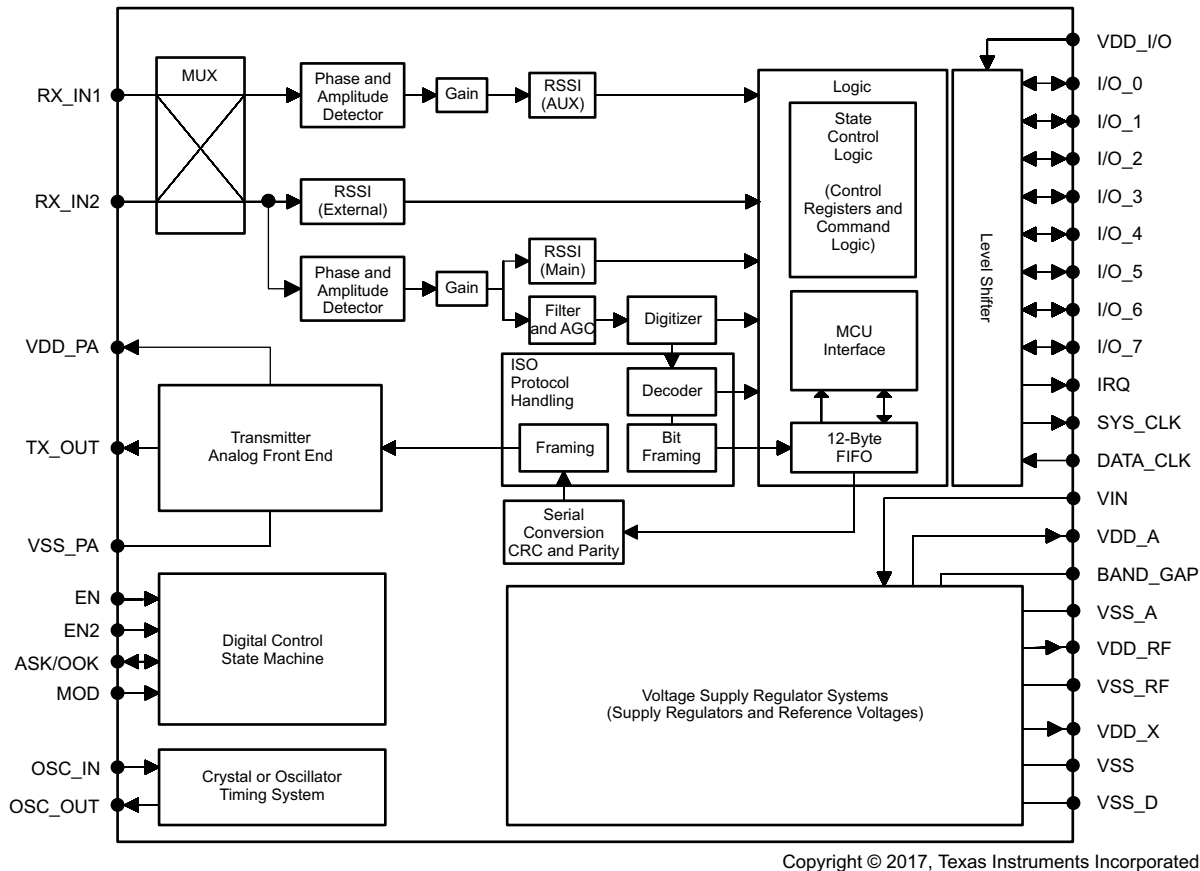 MUX
Phase and
Amplitude
Detector
Gain
RSSI
(AUX)
RSSI
(External)
Phase and
Amplitude
Detector
Gain
RSSI
(Main)
Filter
and AGC
Digitizer
ISO
Protocol
Handling
Decoder
Bit
Framing
Framing
Serial
Conversion
CRC and Parity
Logic
State
Control
Logic
(Control
Registers and
Command
Logic)
MCU
Interface
12-Byte
FIFO
Level Shifter
Transmitter
Analog Front End
Digital Control
State Machine
Crystal or Oscillator
Timing System
Voltage Supply Regulator Systems
(Supply Regulators and Reference Voltages)
RX_IN1
RX_IN2
VDD_PA
TX_OUT
VSS_PA
EN
EN2
ASK/OOK
MOD
OSC_IN
OSC_OUT
VDD_I/O
I/O_0
I/O_1
I/O_2
I/O_3
I/O_4
I/O_5
I/O_6
I/O_7
IRQ
SYS_CLK
DATA_CLK
VIN
VDD_A
BAND_GAP
VSS_A
VDD_RF
VSS_RF
VDD_X
VSS
VSS_D
Copyright © 2017, Texas Instruments Incorporated